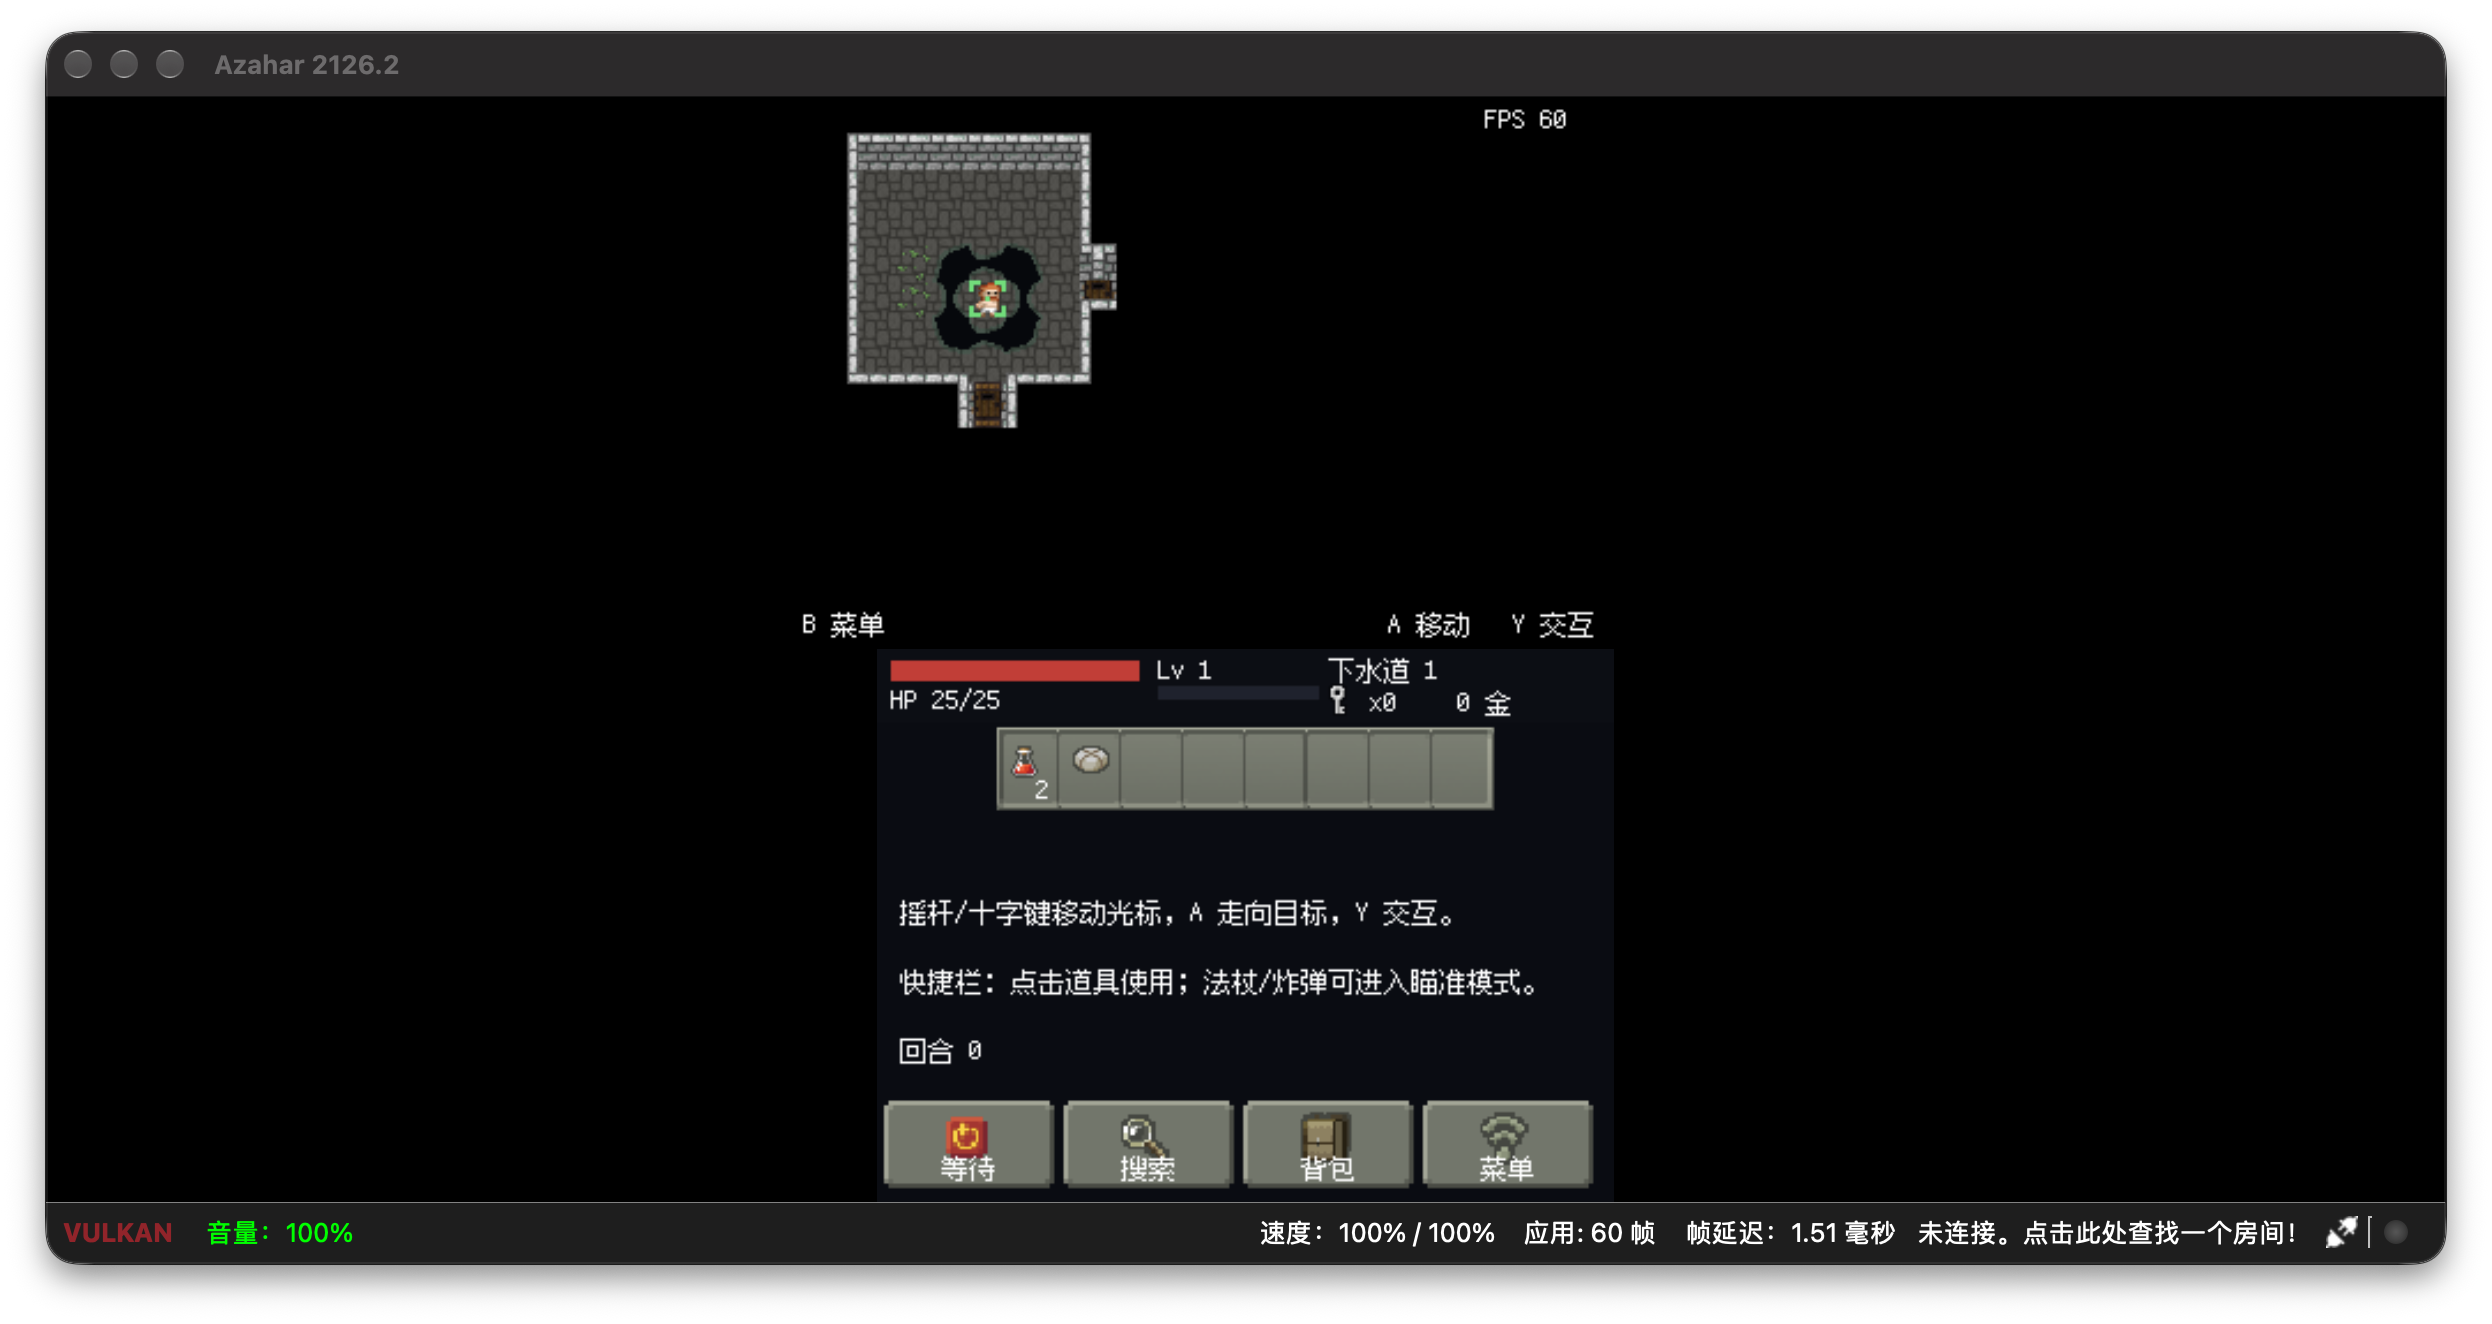 Azahar 2126.2
FPS 60
B 菜单
A 移动 Y 交互
Lv 1
下水道 1
HP 25/25
x0
0 金
2
摇杆/十字键移动光标，A 走向目标，Y 交互。
快捷栏：点击道具使用；法杖/炸弹可进入瞄准模式。
回合 0
等待
搜索
背包
菜单
VULKAN 音量：100% 速度：100% / 100% 应用: 60 帧 帧延迟：1.51 毫秒 未连接。点击此处查找一个房间！